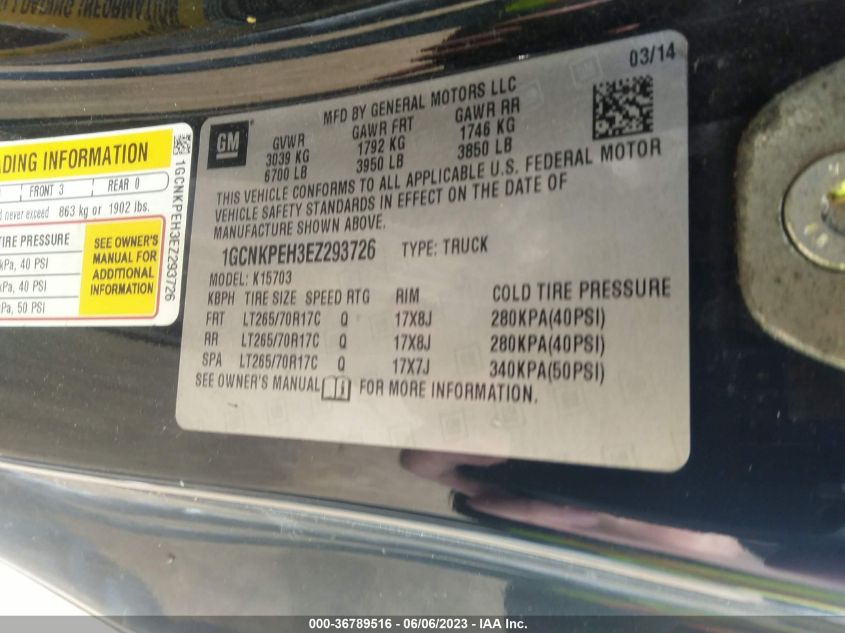 ADING INFORMATION
FRONT 3 REAR 0
d never exceed 863 kg or 1902 lbs.
TIRE PRESSURE
kPa, 40 PSI
kPa, 40 PSI
Pa, 50 PSI
SEE OWNER'S
MANUAL FOR
ADDITIONAL
INFORMATION
1GCNKPEH3EZ293726
03/14
GM
MFD BY GENERAL MOTORS LLC
GVWR GAWR FRT GAWR RR
3039 KG 1792 KG 1746 KG
6700 LB 3950 LB 3850 LB
THIS VEHICLE CONFORMS TO ALL APPLICABLE U.S. FEDERAL MOTOR
VEHICLE SAFETY STANDARDS IN EFFECT ON THE DATE OF
MANUFACTURE SHOWN ABOVE.
1GCNKPEH3EZ293726 TYPE: TRUCK
MODEL: K15703
KBPH TIRE SIZE SPEED RTG RIM COLD TIRE PRESSURE
FRT LT265/70R17C Q 17X8J 280KPA(40PSI)
RR LT265/70R17C Q 17X8J 280KPA(40PSI)
SPA LT265/70R17C Q 17X7J 340KPA(50PSI)
SEE OWNER'S MANUAL FOR MORE INFORMATION.
000-36789516 - 06/06/2023 - IAA Inc.